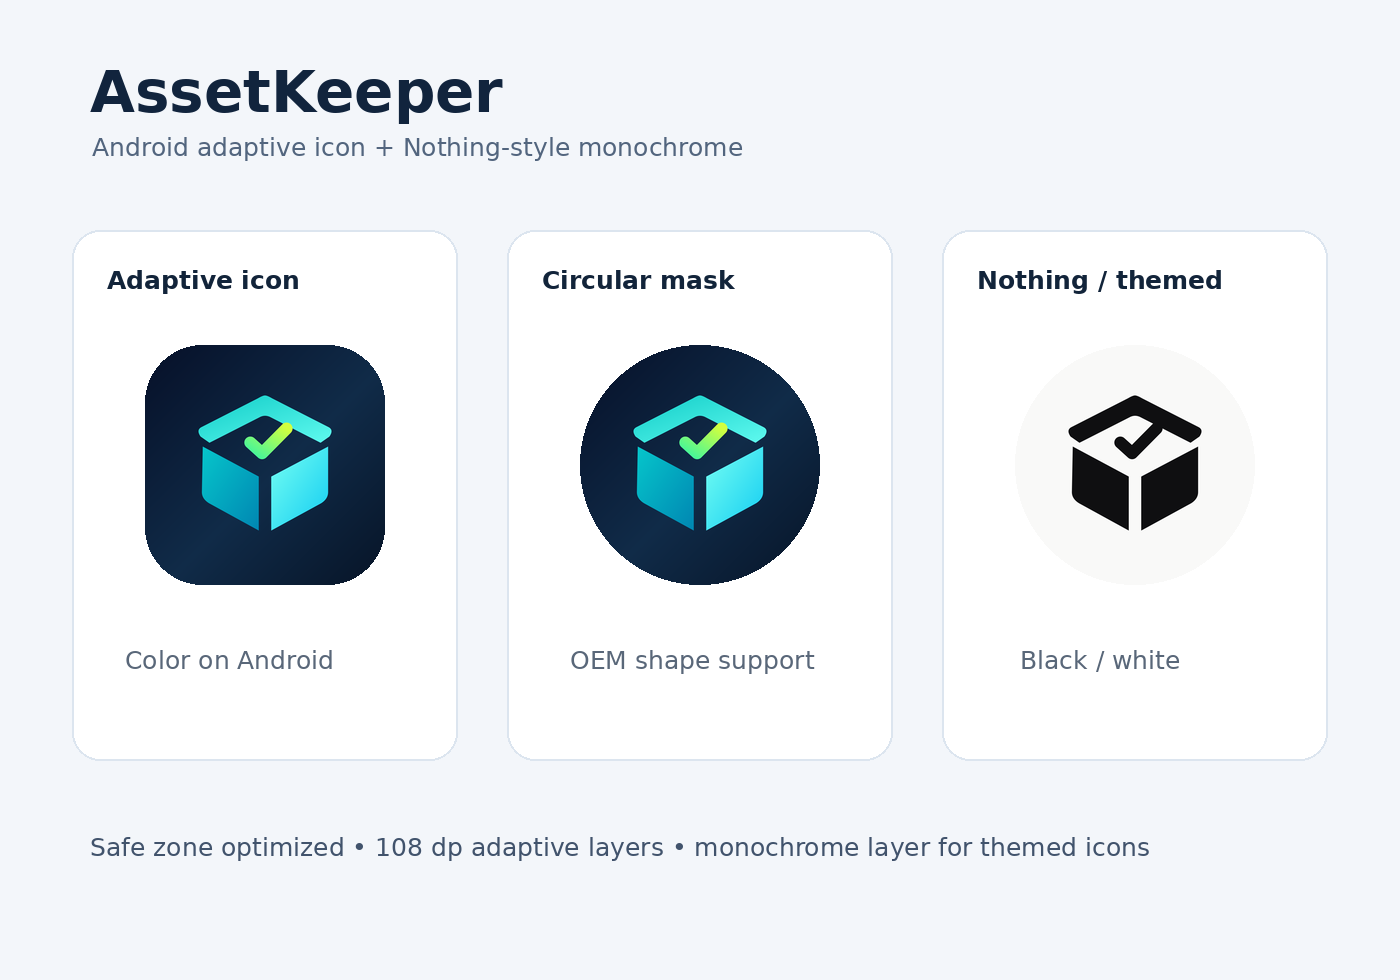 AssetKeeper
Android adaptive icon + Nothing-style monochrome
Adaptive icon
Color on Android
Circular mask
OEM shape support
Nothing / themed
Black / white
Safe zone optimized • 108 dp adaptive layers • monochrome layer for themed icons